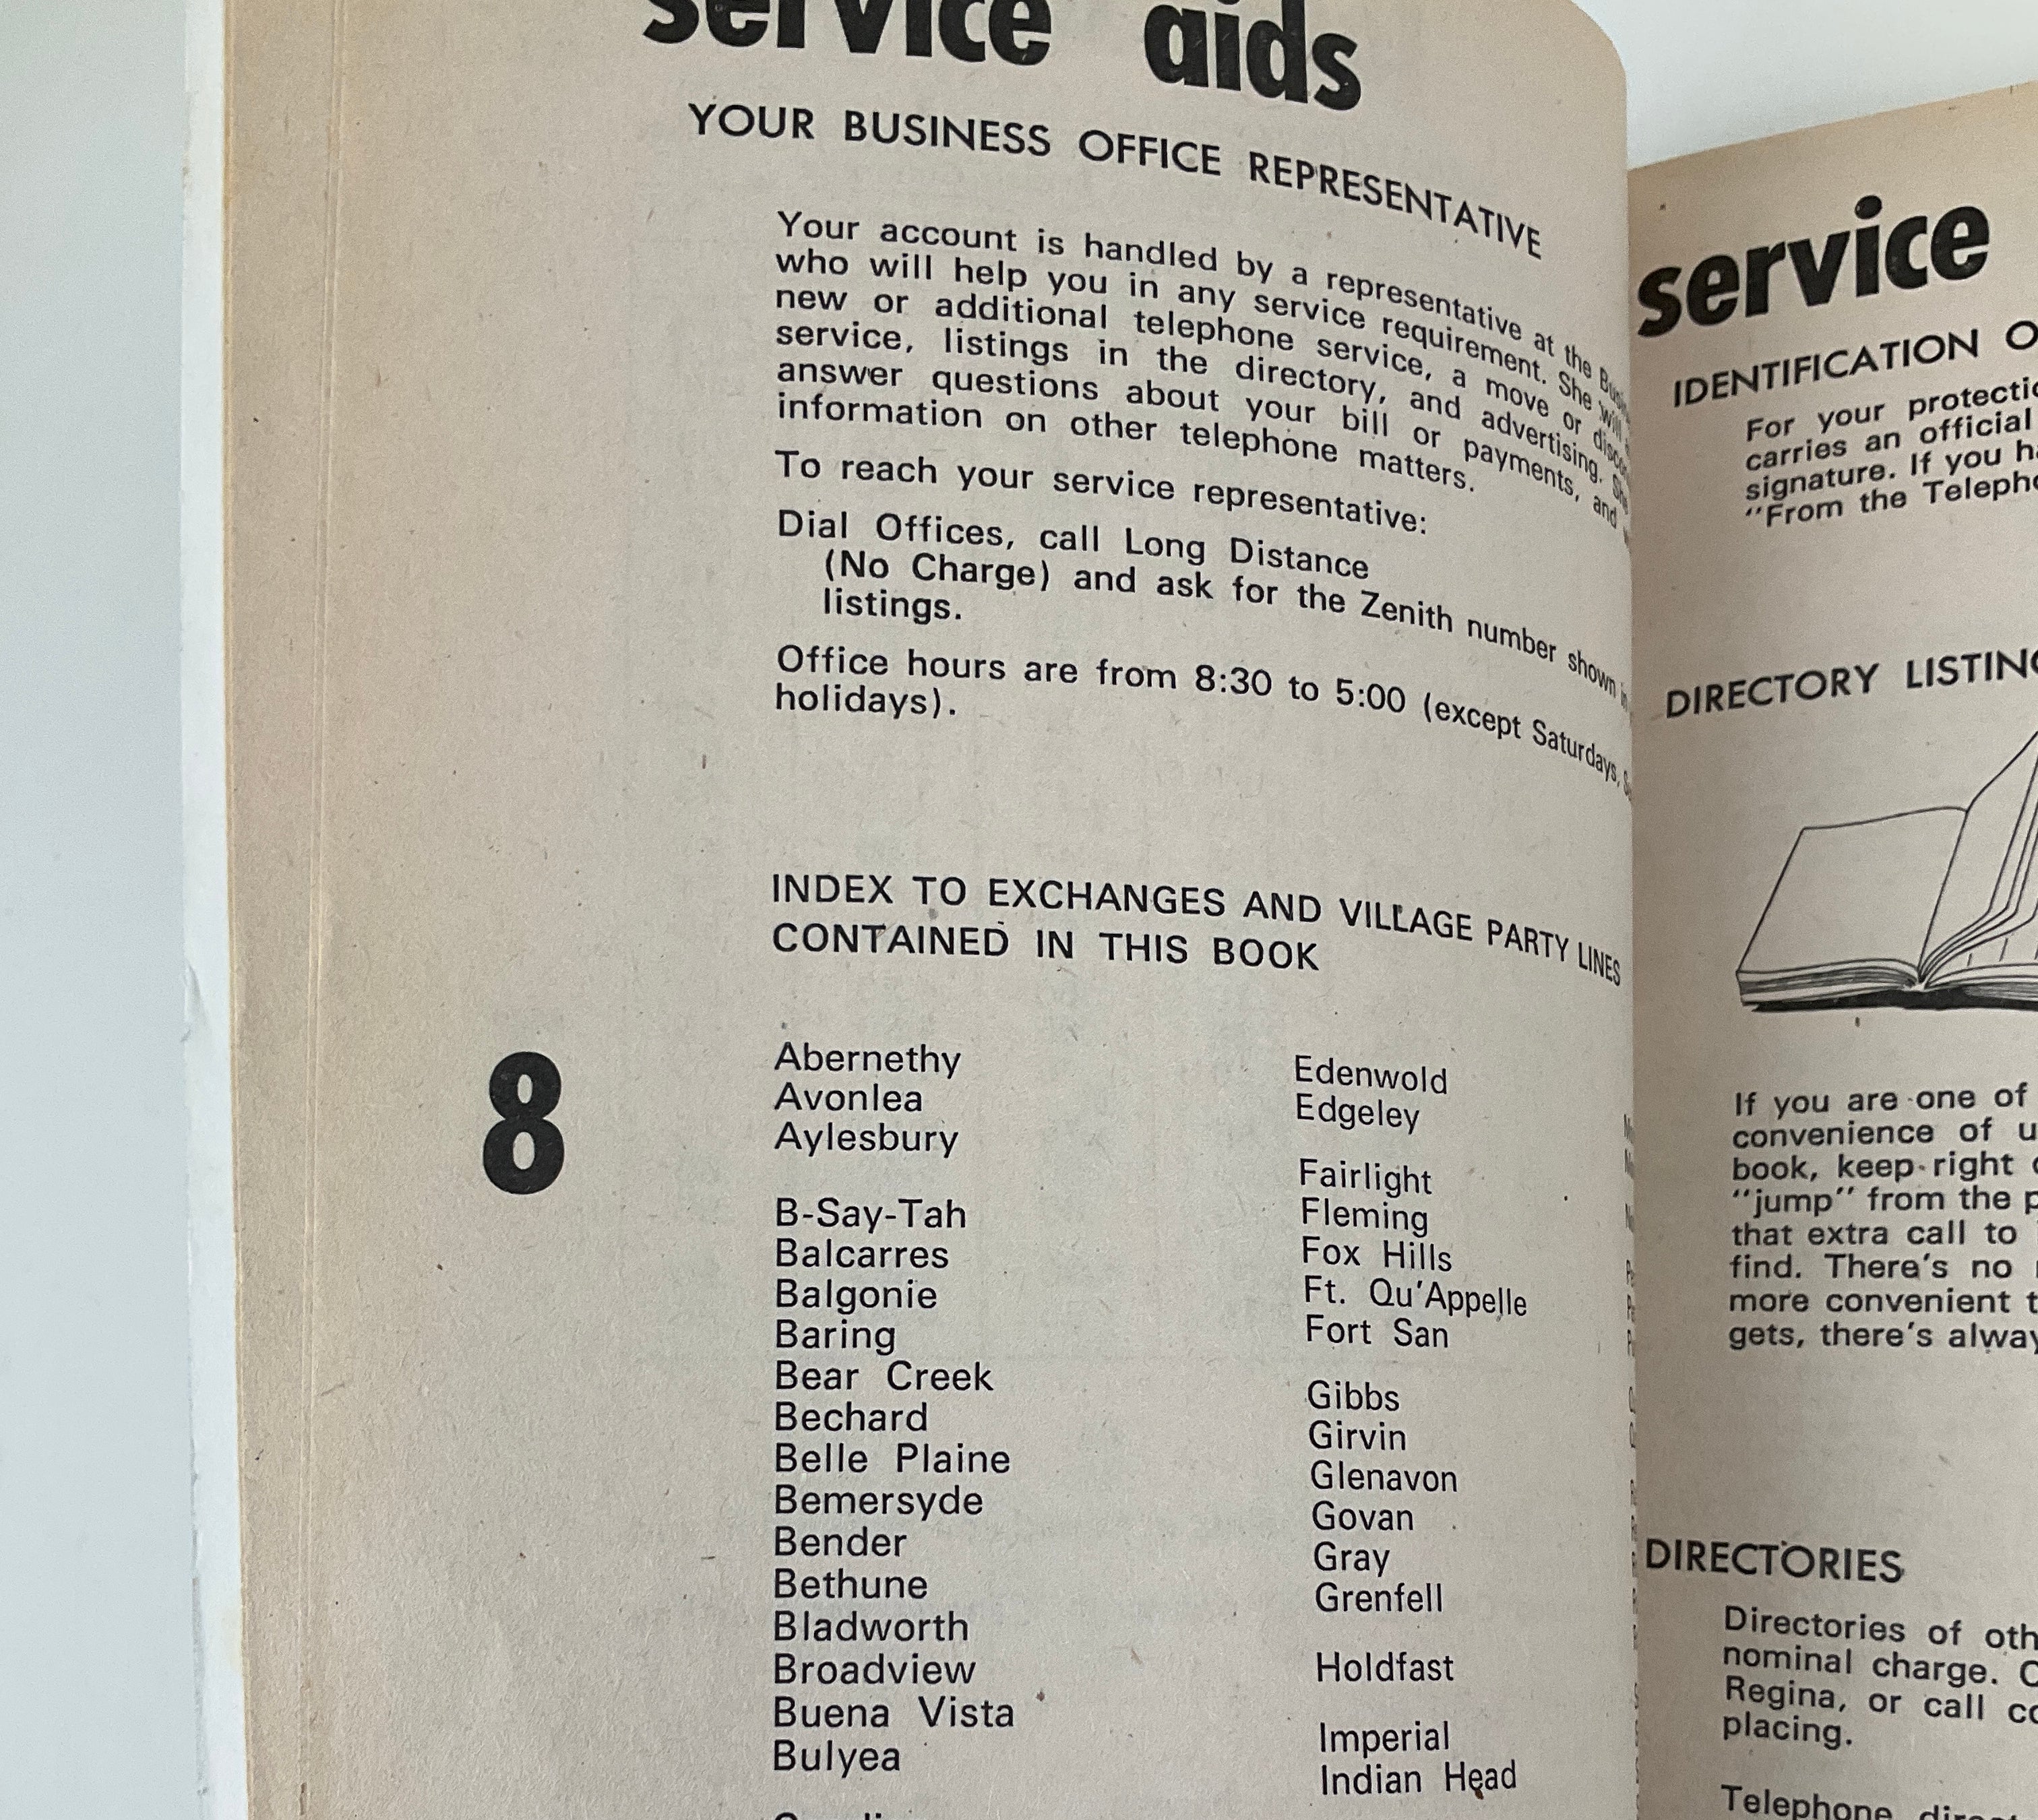 service aids
YOUR BUSINESS OFFICE REPRESENTATIVE
Your account is handled by a representative at the
who will help you in any service requirement. She will
new or additional telephone service, a move or
service, listings in the directory, and advertising. She
answer questions about your bill or payments, and
information on other telephone matters.
To reach your service representative:
Dial Offices, call Long Distance
(No Charge) and ask for the Zenith number shown in
listings.
Office hours are from 8:30 to 5:00 (except Saturdays,
holidays).
INDEX TO EXCHANGES AND VILLAGE PARTY LINES
CONTAINED IN THIS BOOK
8
Abernethy
Avonlea
Aylesbury
B-Say-Tah
Balcarres
Balgonie
Baring
Bear Creek
Bechard
Belle Plaine
Bemersyde
Bender
Bethune
Bladworth
Broadview
Buena Vista
Bulyea
Edenwold
Edgeley
Fairlight
Fleming
Fox Hills
Ft. Qu'Appelle
Fort San
Gibbs
Girvin
Glenavon
Govan
Gray
Grenfell
Holdfast
Imperial
Indian Head
service
IDENTIFICATION
For your
carries an official
signature. If you
"From the
DIRECTORY
If you are one of
convenience of
book, keep right
"jump" from the
that extra call to
find. There's no
more convenient
gets, there's
DIRECTORIES
Directories of
nominal charge.
Regina, or call
placing.
Telephone